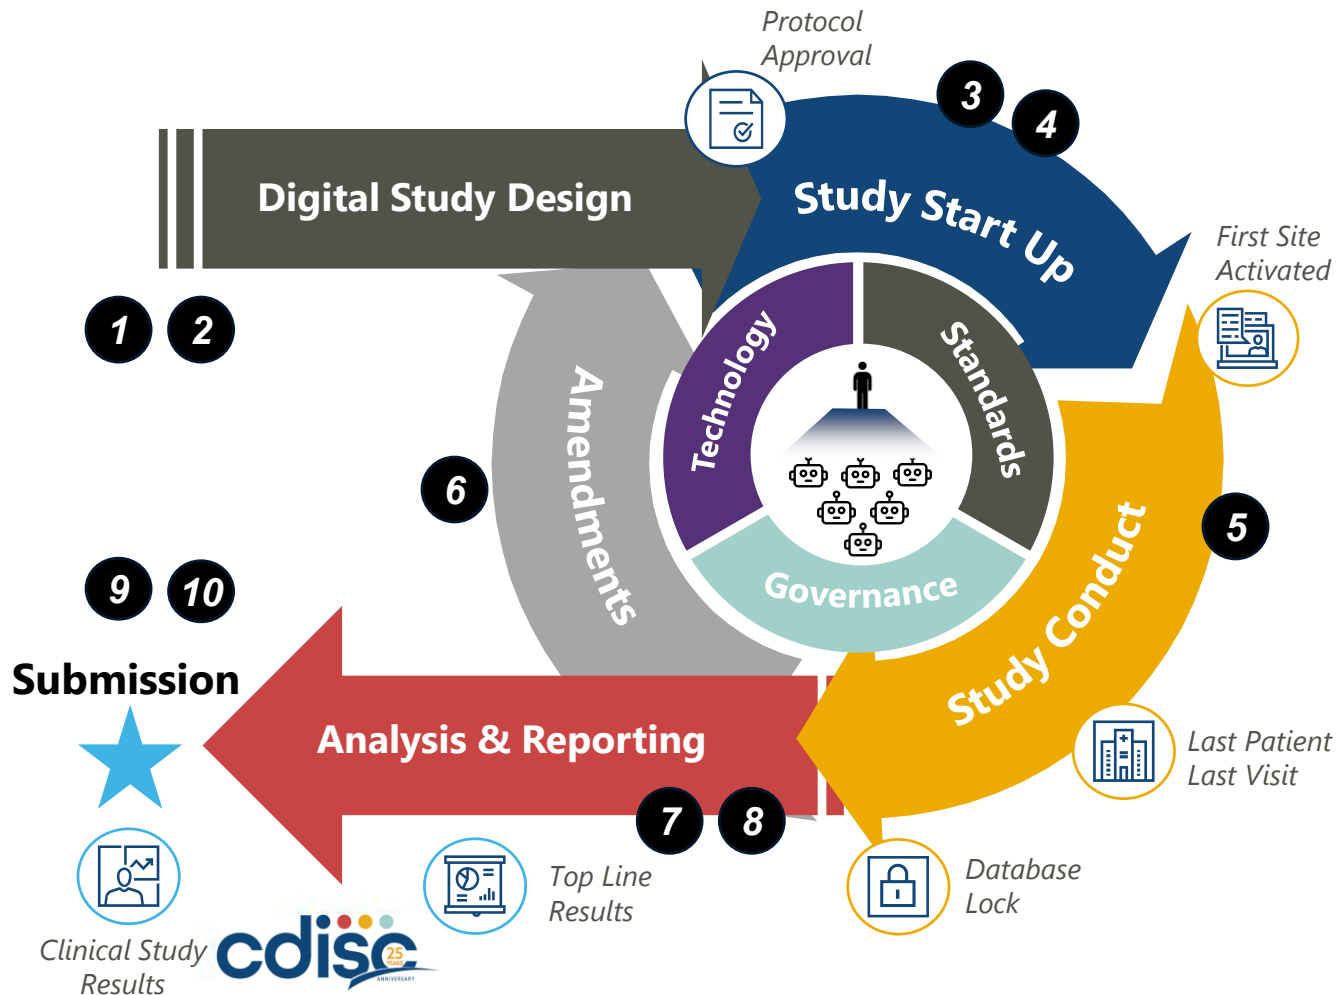 Protocol
Approval
3
4
Digital Study Design
Study Start Up
First Site
Activated
1
2
Technology
Standards
Amendments
6
5
Governance
Study Conduct
9
10
Submission
Analysis & Reporting
Last Patient
Last Visit
7
8
Top Line
Results
Database
Lock
Clinical Study
Results
cdisc
25
YEARS
ANNIVERSARY